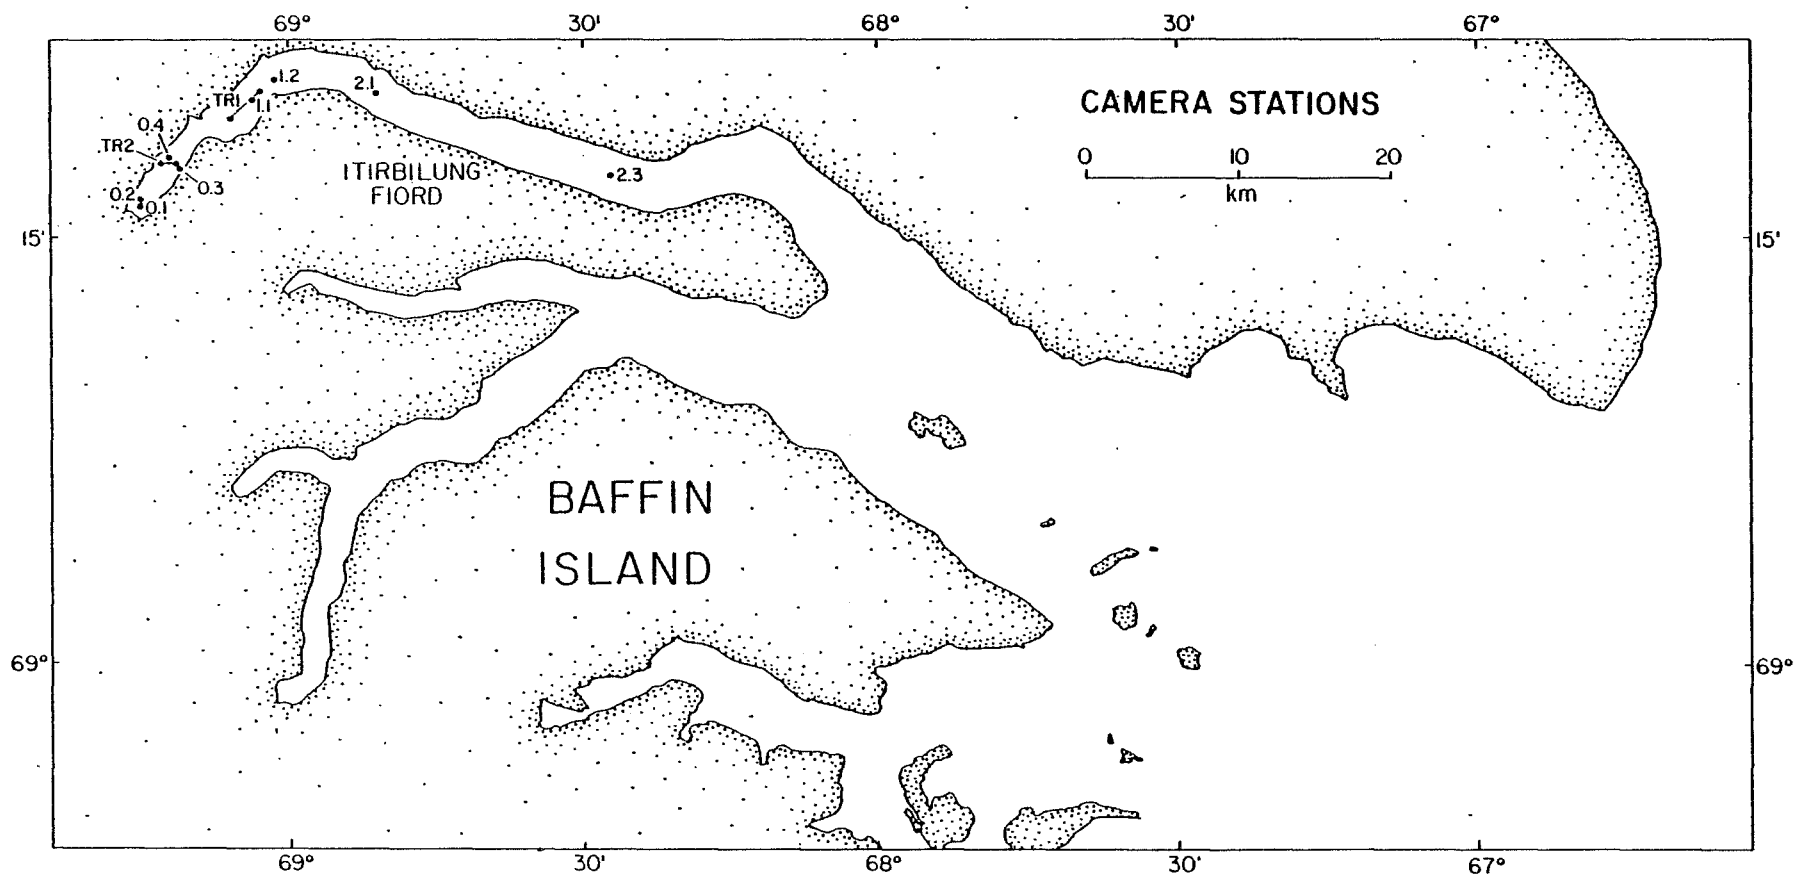 69° 30' 68° 30' 67°
1.2
2.1
CAMERA STATIONS
TR1
1.1
0.4
TR2
0 10 20
km
ITIRBILUNG
FIORD
2.3
0.3
0.2
0.1
15' 15'
BAFFIN
ISLAND
69° 69°
69° 30' 68° 30' 67°